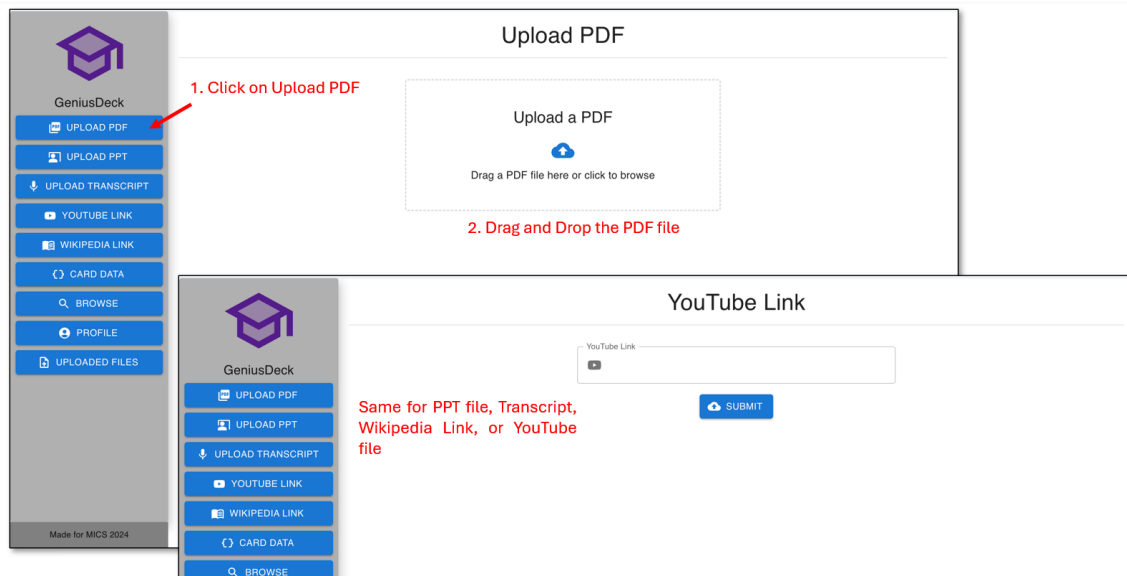 Upload PDF
GeniusDeck
1. Click on Upload PDF
UPLOAD PDF
UPLOAD PPT
UPLOAD TRANSCRIPT
YOUTUBE LINK
WIKIPEDIA LINK
CARD DATA
BROWSE
PROFILE
UPLOADED FILES
Made for MICS 2024
Upload a PDF
Drag a PDF file here or click to browse
2. Drag and Drop the PDF file
YouTube Link
GeniusDeck
UPLOAD PDF
UPLOAD PPT
UPLOAD TRANSCRIPT
YOUTUBE LINK
WIKIPEDIA LINK
CARD DATA
BROWSE
YouTube Link
SUBMIT
Same for PPT file, Transcript,
Wikipedia Link, or YouTube
file